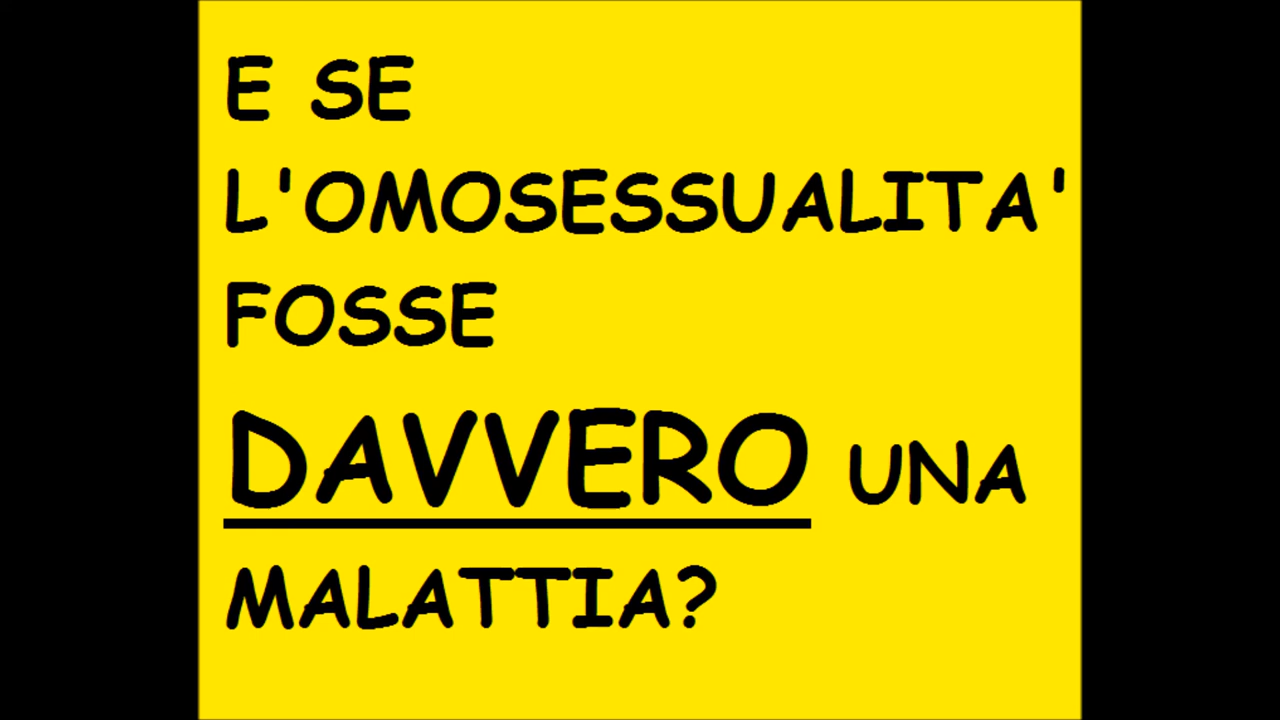 E SE
L'OMOSESSUALITA'
FOSSE
DAVVERO UNA
MALATTIA?